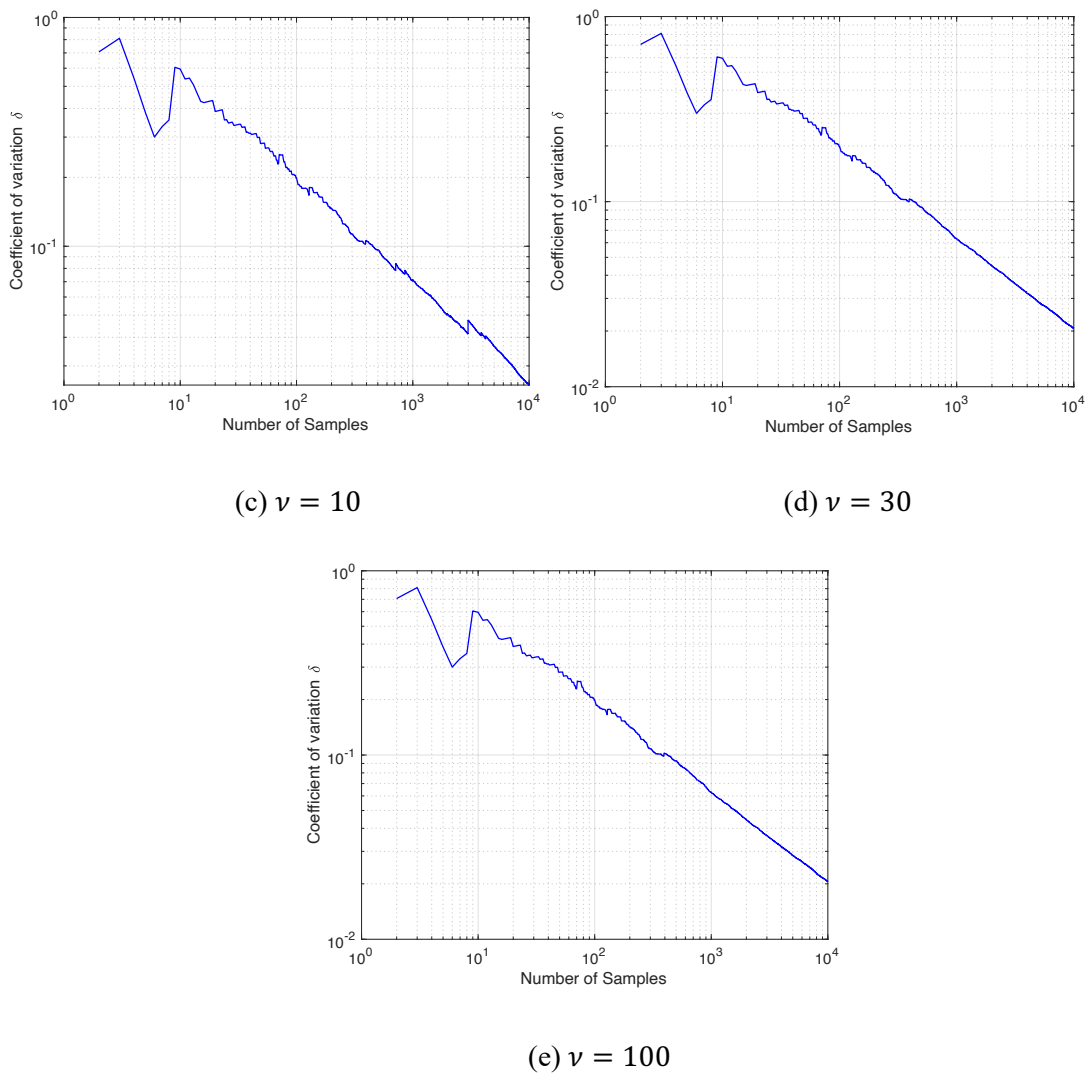 10^0
10^-1
10^0 10^1 10^2 10^3 10^4
Number of Samples
Coefficient of variation δ
(c) 𝜈 = 10
10^0
10^-1
10^-2
10^0 10^1 10^2 10^3 10^4
Number of Samples
Coefficient of variation δ
(d) 𝜈 = 30
10^0
10^-1
10^-2
10^0 10^1 10^2 10^3 10^4
Number of Samples
Coefficient of variation δ
(e) 𝜈 = 100